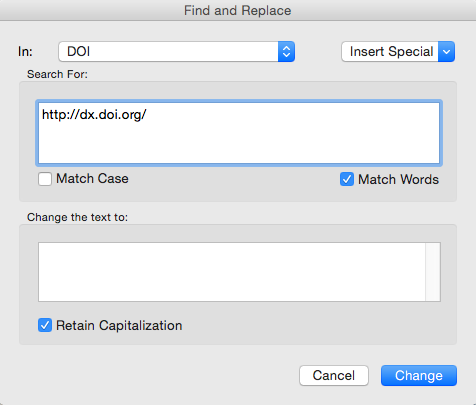 Find and Replace
In: DOI Insert Special
Search For:
http://dx.doi.org/
Match Case Match Words
Change the text to:
Retain Capitalization
Cancel Change